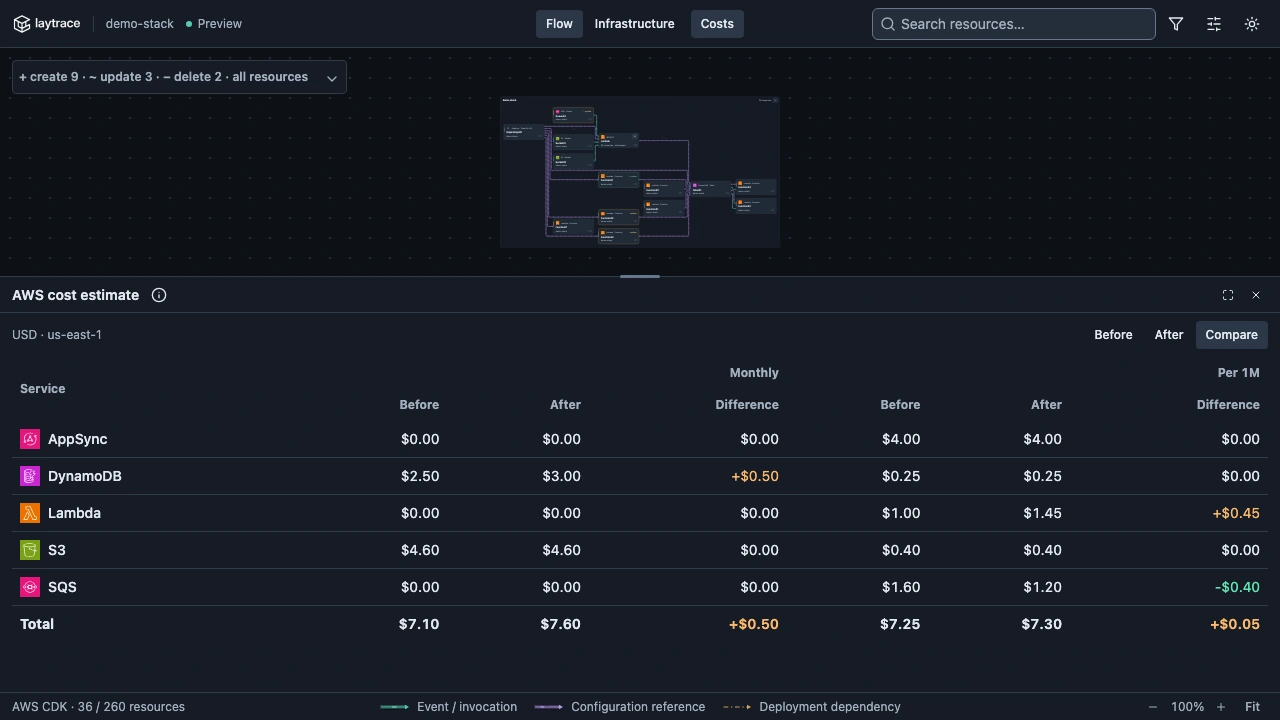 laytrace demo-stack Preview Flow Infrastructure Costs Search resources...
+ create 9 · ~ update 3 · − delete 2 · all resources
AWS cost estimate
USD · us-east-1 Before After Compare
Monthly Per 1M
Service
Before After Difference Before After Difference
AppSync $0.00 $0.00 $0.00 $4.00 $4.00 $0.00
DynamoDB $2.50 $3.00 +$0.50 $0.25 $0.25 $0.00
Lambda $0.00 $0.00 $0.00 $1.00 $1.45 +$0.45
S3 $4.60 $4.60 $0.00 $0.40 $0.40 $0.00
SQS $0.00 $0.00 $0.00 $1.60 $1.20 -$0.40
Total $7.10 $7.60 +$0.50 $7.25 $7.30 +$0.05
AWS CDK · 36 / 260 resources Event / invocation Configuration reference Deployment dependency − 100% + Fit